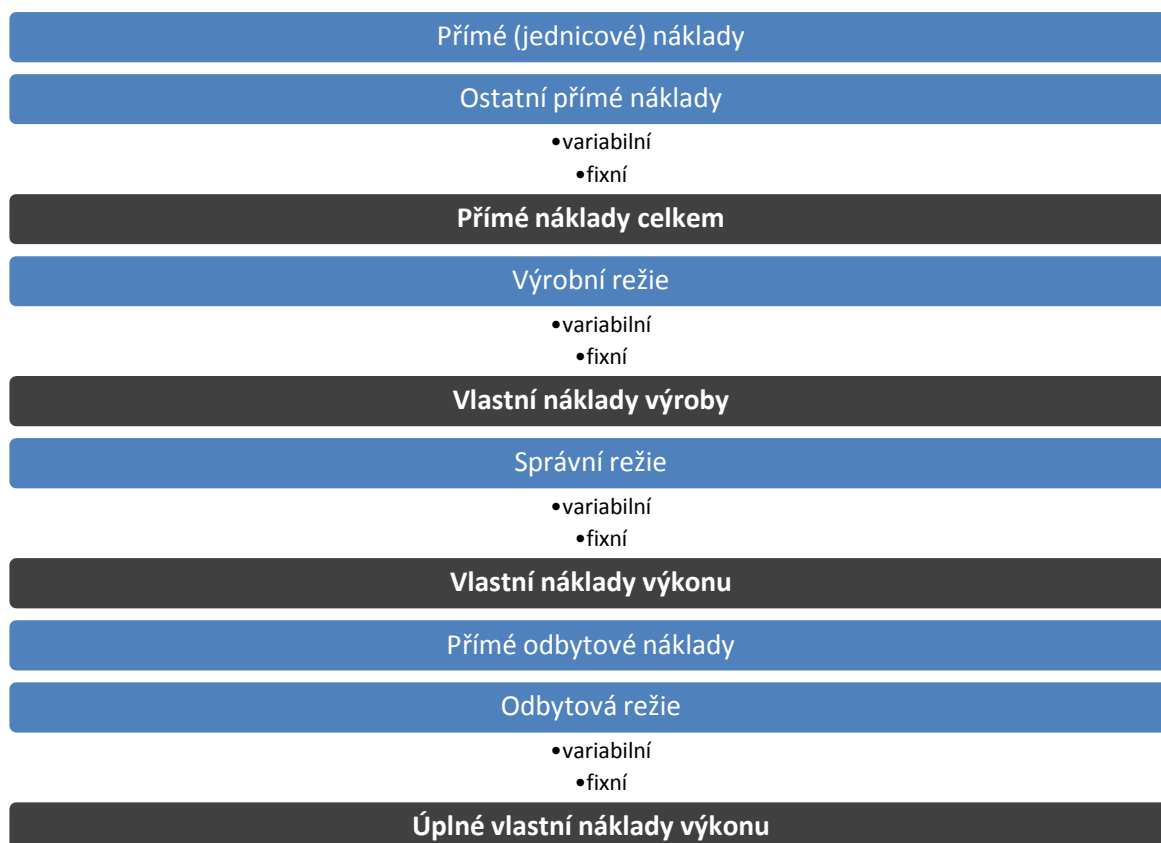 Přímé (jednicové) náklady
Ostatní přímé náklady
•variabilní
•fixní
Přímé náklady celkem
Výrobní režie
•variabilní
•fixní
Vlastní náklady výroby
Správní režie
•variabilní
•fixní
Vlastní náklady výkonu
Přímé odbytové náklady
Odbytová režie
•variabilní
•fixní
Úplné vlastní náklady výkonu